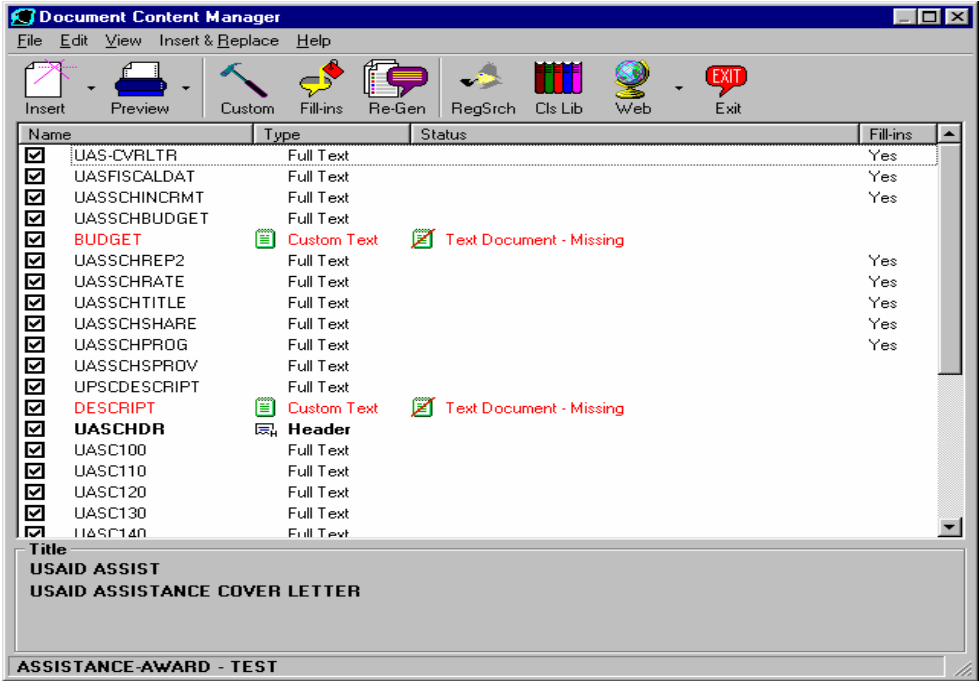 Document Content Manager
File Edit View Insert & Replace Help
Insert Preview Custom Fill-ins Re-Gen RegSrch Cls Lib Web EXIT Exit
Name Type Status Fill-ins
UAS-CVRLTR Full Text Yes
UASFISCALDAT Full Text Yes
UASSCHINCRMT Full Text Yes
UASSCHBUDGET Full Text
BUDGET Custom Text Text Document - Missing
UASSCHREP2 Full Text Yes
UASSCHRATE Full Text Yes
UASSCHTITLE Full Text Yes
UASSCHSHARE Full Text Yes
UASSCHPROG Full Text Yes
UASSCHSPROV Full Text
UPSCDESCRIPT Full Text
DESCRIPT Custom Text Text Document - Missing
UASCHDR H Header
UASC100 Full Text
UASC110 Full Text
UASC120 Full Text
UASC130 Full Text
UASC140 Full Text
Title
USAID ASSIST
USAID ASSISTANCE COVER LETTER
ASSISTANCE-AWARD - TEST